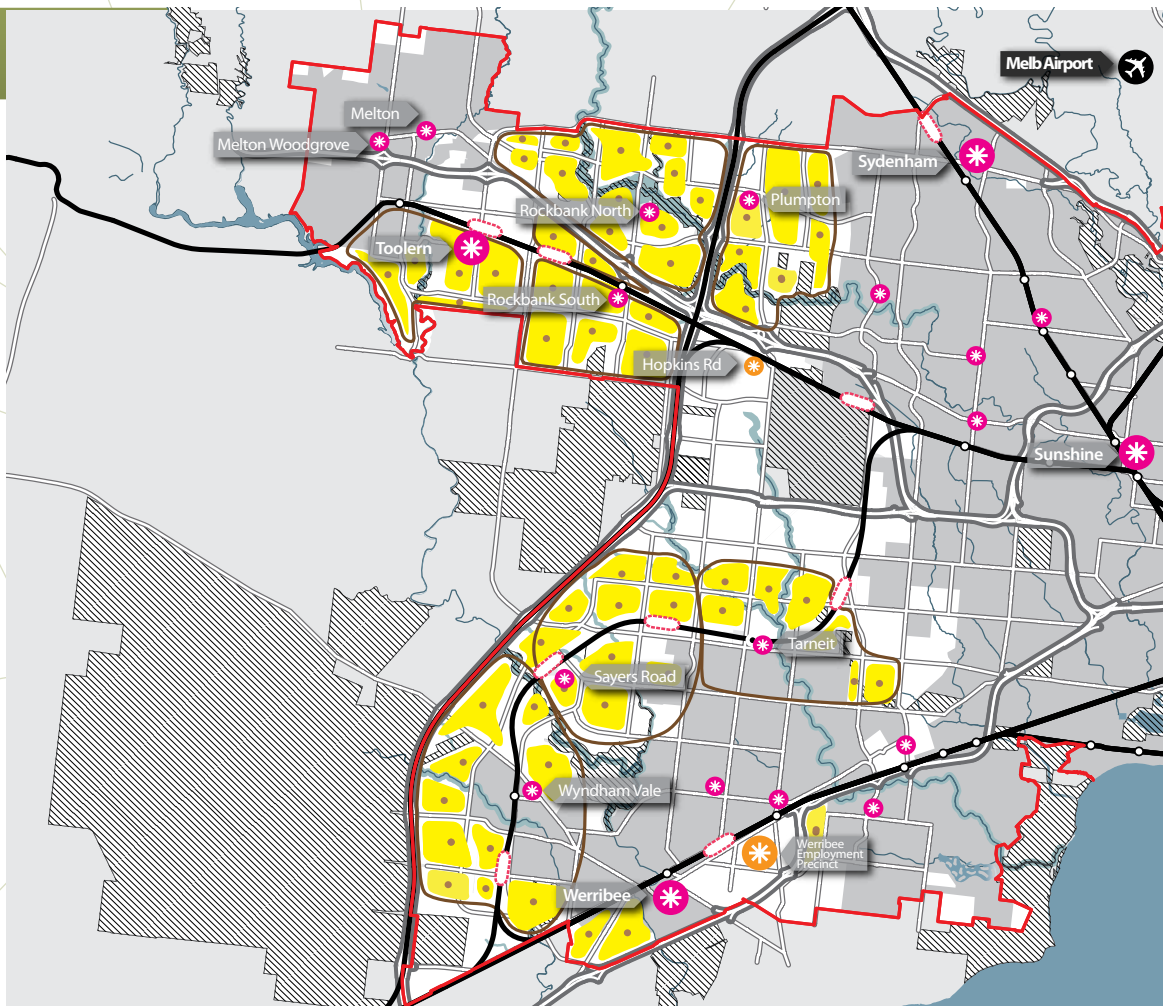 Melb Airport
Melton
Melton Woodgrove
Sydenham
Rockbank North
Plumpton
Toolern
Rockbank South
Hopkins Rd
Sunshine
Tarneit
Sayers Road
Wyndham Vale
Werribee
Employment
Precinct
Werribee